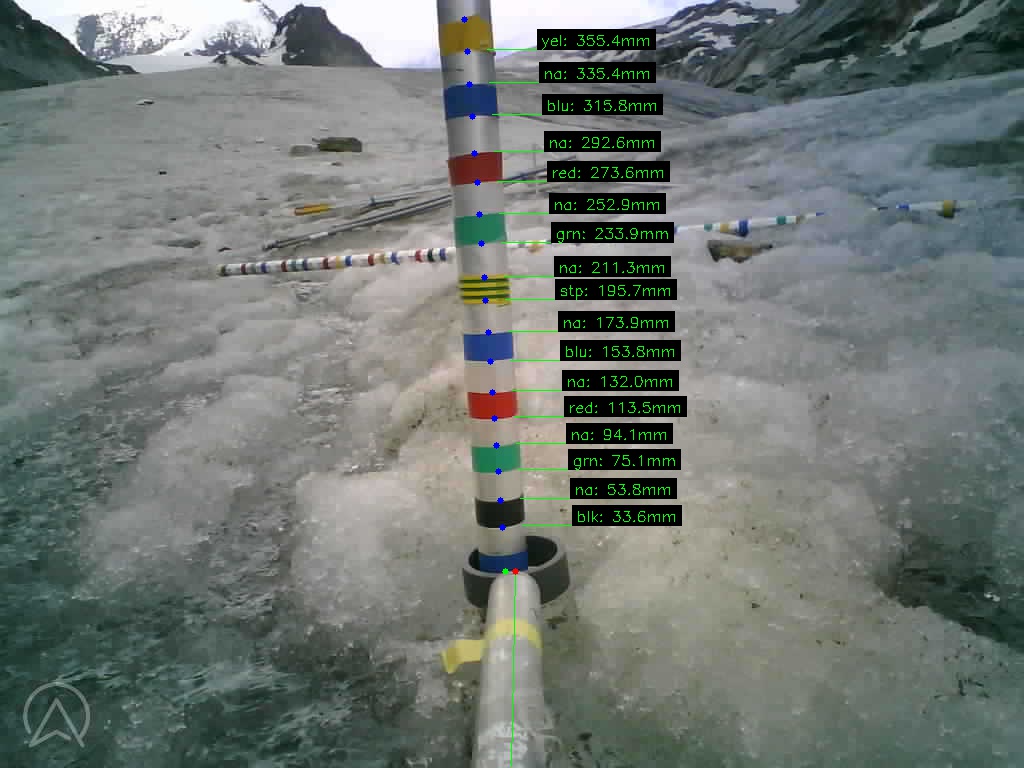 yel: 355.4mm
na: 335.4mm
blu: 315.8mm
na: 292.6mm
red: 273.6mm
na: 252.9mm
grn: 233.9mm
na: 211.3mm
stp: 195.7mm
na: 173.9mm
blu: 153.8mm
na: 132.0mm
red: 113.5mm
na: 94.1mm
grn: 75.1mm
na: 53.8mm
blk: 33.6mm